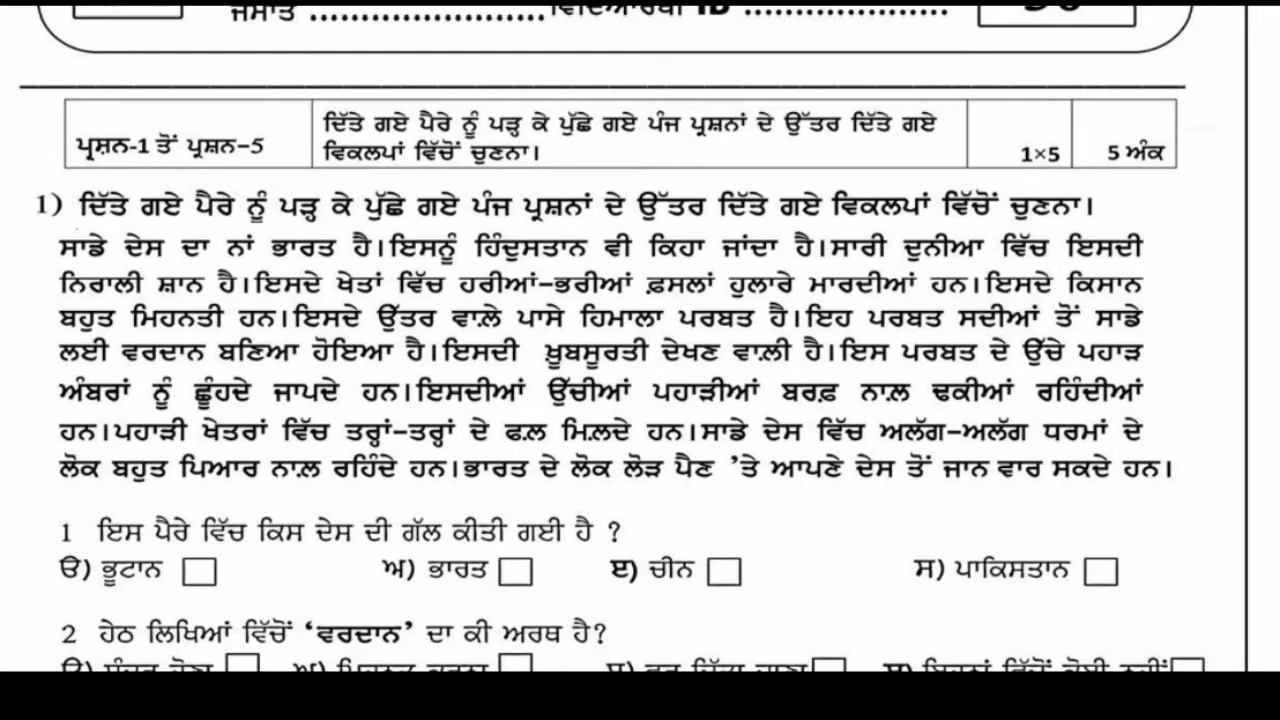 ਜਮਾਤ ........................ ਵਿਦਿਆਰਥੀ ID .....................
ਪ੍ਰਸ਼ਨ-1 ਤੋਂ ਪ੍ਰਸ਼ਨ-5
ਦਿੱਤੇ ਗਏ ਪੈਰੇ ਨੂੰ ਪੜ੍ਹ ਕੇ ਪੁੱਛੇ ਗਏ ਪੰਜ ਪ੍ਰਸ਼ਨਾਂ ਦੇ ਉੱਤਰ ਦਿੱਤੇ ਗਏ
ਵਿਕਲਪਾਂ ਵਿੱਚੋਂ ਚੁਣਨਾ।
1×5
5 ਅੰਕ
1) ਦਿੱਤੇ ਗਏ ਪੈਰੇ ਨੂੰ ਪੜ੍ਹ ਕੇ ਪੁੱਛੇ ਗਏ ਪੰਜ ਪ੍ਰਸ਼ਨਾਂ ਦੇ ਉੱਤਰ ਦਿੱਤੇ ਗਏ ਵਿਕਲਪਾਂ ਵਿੱਚੋਂ ਚੁਣਨਾ।
ਸਾਡੇ ਦੇਸ ਦਾ ਨਾਂ ਭਾਰਤ ਹੈ।ਇਸਨੂੰ ਹਿੰਦੁਸਤਾਨ ਵੀ ਕਿਹਾ ਜਾਂਦਾ ਹੈ।ਸਾਰੀ ਦੁਨੀਆ ਵਿੱਚ ਇਸਦੀ
ਨਿਰਾਲੀ ਸ਼ਾਨ ਹੈ।ਇਸਦੇ ਖੇਤਾਂ ਵਿੱਚ ਹਰੀਆਂ-ਭਰੀਆਂ ਫ਼ਸਲਾਂ ਹੁਲਾਰੇ ਮਾਰਦੀਆਂ ਹਨ।ਇਸਦੇ ਕਿਸਾਨ
ਬਹੁਤ ਮਿਹਨਤੀ ਹਨ।ਇਸਦੇ ਉੱਤਰ ਵਾਲ਼ੇ ਪਾਸੇ ਹਿਮਾਲਾ ਪਰਬਤ ਹੈ।ਇਹ ਪਰਬਤ ਸਦੀਆਂ ਤੋਂ ਸਾਡੇ
ਲਈ ਵਰਦਾਨ ਬਣਿਆ ਹੋਇਆ ਹੈ।ਇਸਦੀ ਖ਼ੂਬਸੂਰਤੀ ਦੇਖਣ ਵਾਲ਼ੀ ਹੈ।ਇਸ ਪਰਬਤ ਦੇ ਉੱਚੇ ਪਹਾੜ
ਅੰਬਰਾਂ ਨੂੰ ਛੂੰਹਦੇ ਜਾਪਦੇ ਹਨ।ਇਸਦੀਆਂ ਉੱਚੀਆਂ ਪਹਾੜੀਆਂ ਬਰਫ਼ ਨਾਲ਼ ਢਕੀਆਂ ਰਹਿੰਦੀਆਂ
ਹਨ।ਪਹਾੜੀ ਖੇਤਰਾਂ ਵਿੱਚ ਤਰ੍ਹਾਂ-ਤਰ੍ਹਾਂ ਦੇ ਫਲ਼ ਮਿਲ਼ਦੇ ਹਨ।ਸਾਡੇ ਦੇਸ ਵਿੱਚ ਅਲੱਗ-ਅਲੱਗ ਧਰਮਾਂ ਦੇ
ਲੋਕ ਬਹੁਤ ਪਿਆਰ ਨਾਲ਼ ਰਹਿੰਦੇ ਹਨ।ਭਾਰਤ ਦੇ ਲੋਕ ਲੋੜ ਪੈਣ ’ਤੇ ਆਪਣੇ ਦੇਸ ਤੋਂ ਜਾਨ ਵਾਰ ਸਕਦੇ ਹਨ।
1 ਇਸ ਪੈਰੇ ਵਿੱਚ ਕਿਸ ਦੇਸ ਦੀ ਗੱਲ ਕੀਤੀ ਗਈ ਹੈ ?
ੳ) ਭੂਟਾਨ ਅ) ਭਾਰਤ ੲ) ਚੀਨ ਸ) ਪਾਕਿਸਤਾਨ
2 ਹੇਠ ਲਿਖਿਆਂ ਵਿੱਚੋਂ ‘ਵਰਦਾਨ’ ਦਾ ਕੀ ਅਰਥ ਹੈ?